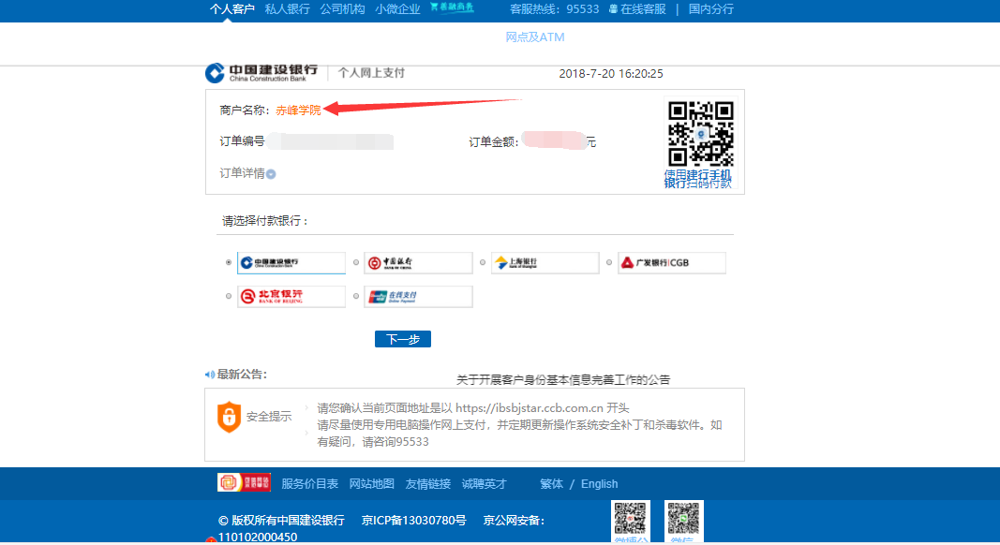 个人客户 私人银行 公司机构 小微企业 善融商务 客服热线：95533 在线客服 | 国内分行
网点及ATM
中国建设银行 个人网上支付 2018-7-20 16:20:25
China Construction Bank
商户名称：赤峰学院
订单编号 订单金额： 元
订单详情
使用建行手机
银行扫码付款
请选择付款银行：
中国建设银行 China Construction Bank 中国银行 BANK OF CHINA 上海银行 Bank of Shanghai 广发银行|CGB
北京银行 BANK OF BEIJING 在线支付 Online Payment
下一步
最新公告：
关于开展客户身份基本信息完善工作的公告
安全提示
请您确认当前页面地址是以 https://ibsbjstar.ccb.com.cn 开头
请尽量使用专用电脑操作网上支付，并定期更新操作系统安全补丁和杀毒软件。如
有疑问，请咨询95533
服务价目表 网站地图 友情链接 诚聘英才 繁体 / English
© 版权所有中国建设银行 京ICP备13030780号 京公网安备：
110102000450
微博公 微信